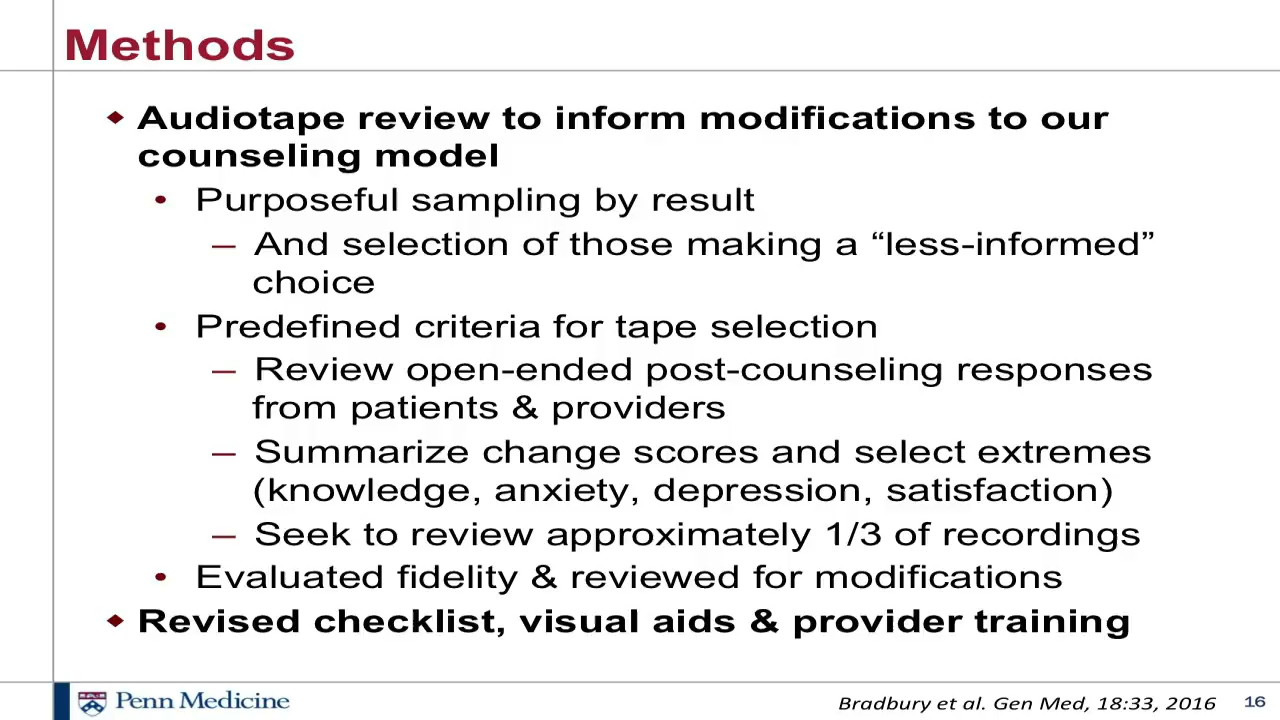 Methods
◆ Audiotape review to inform modifications to our
counseling model
• Purposeful sampling by result
– And selection of those making a “less-informed”
choice
• Predefined criteria for tape selection
– Review open-ended post-counseling responses
from patients & providers
– Summarize change scores and select extremes
(knowledge, anxiety, depression, satisfaction)
– Seek to review approximately 1/3 of recordings
• Evaluated fidelity & reviewed for modifications
◆ Revised checklist, visual aids & provider training
Penn Medicine
Bradbury et al. Gen Med, 18:33, 2016
16